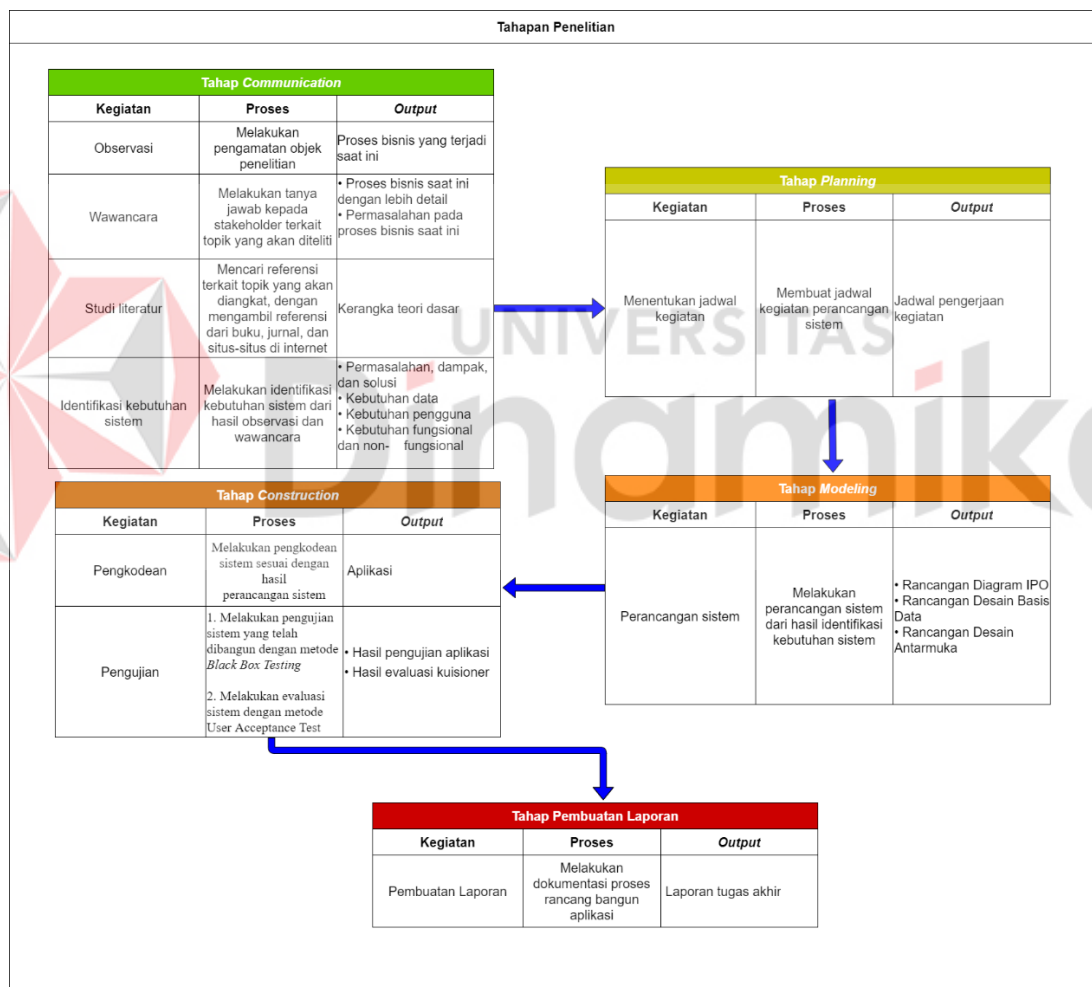 Tahapan Penelitian
Tahap Communication
Kegiatan
Proses
Output
Observasi
Melakukan
pengamatan objek
penelitian
Proses bisnis yang terjadi
saat ini
Wawancara
Melakukan tanya
jawab kepada
stakeholder terkait
topik yang akan diteliti
• Proses bisnis saat ini
dengan lebih detail
• Permasalahan pada
proses bisnis saat ini
Studi literatur
Mencari referensi
terkait topik yang akan
diangkat, dengan
mengambil referensi
dari buku, jurnal, dan
situs-situs di internet
Kerangka teori dasar
Identifikasi kebutuhan
sistem
Melakukan identifikasi
kebutuhan sistem dari
hasil observasi dan
wawancara
• Permasalahan, dampak,
dan solusi
• Kebutuhan data
• Kebutuhan pengguna
• Kebutuhan fungsional
dan non- fungsional
Tahap Planning
Kegiatan
Proses
Output
Menentukan jadwal
kegiatan
Membuat jadwal
kegiatan perancangan
sistem
Jadwal pengerjaan
kegiatan
UNIVERSITAS
Dinamika
Tahap Modeling
Kegiatan
Proses
Output
Perancangan sistem
Melakukan
perancangan sistem
dari hasil identifikasi
kebutuhan sistem
• Rancangan Diagram IPO
• Rancangan Desain Basis
Data
• Rancangan Desain
Antarmuka
Tahap Construction
Kegiatan
Proses
Output
Pengkodean
Melakukan pengkodean
sistem sesuai dengan
hasil
perancangan sistem
Aplikasi
Pengujian
1. Melakukan pengujian
sistem yang telah
dibangun dengan metode
Black Box Testing
2. Melakukan evaluasi
sistem dengan metode
User Acceptance Test
• Hasil pengujian aplikasi
• Hasil evaluasi kuisioner
Tahap Pembuatan Laporan
Kegiatan
Proses
Output
Pembuatan Laporan
Melakukan
dokumentasi proses
rancang bangun
aplikasi
Laporan tugas akhir